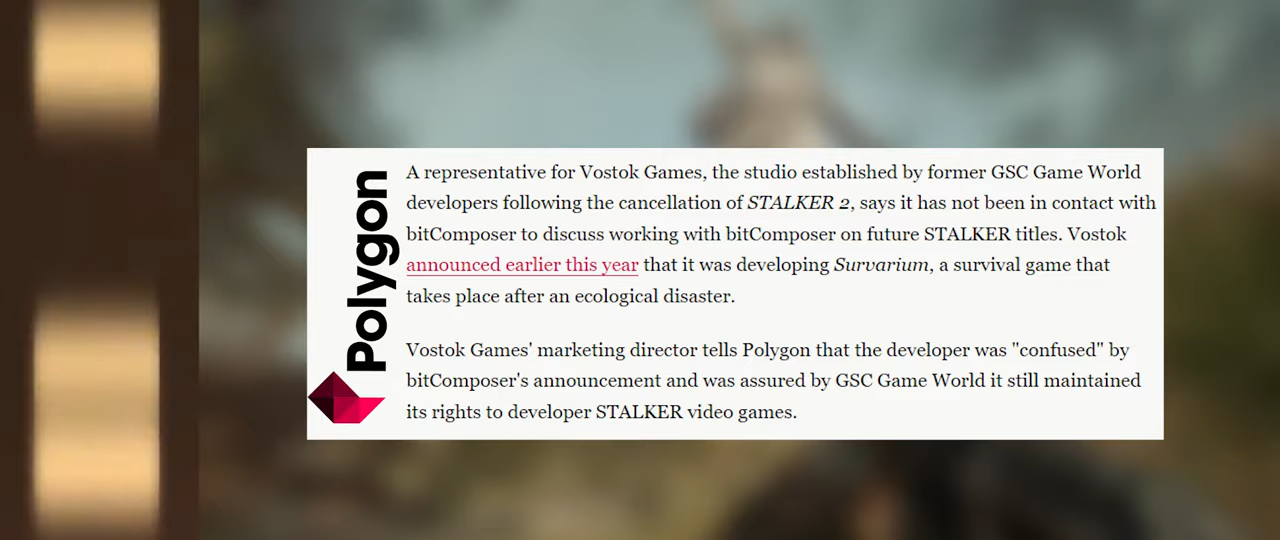 Polygon
A representative for Vostok Games, the studio established by former GSC Game World
developers following the cancellation of STALKER 2, says it has not been in contact with
bitComposer to discuss working with bitComposer on future STALKER titles. Vostok
announced earlier this year that it was developing Survarium, a survival game that
takes place after an ecological disaster.
Vostok Games' marketing director tells Polygon that the developer was "confused" by
bitComposer's announcement and was assured by GSC Game World it still maintained
its rights to developer STALKER video games.